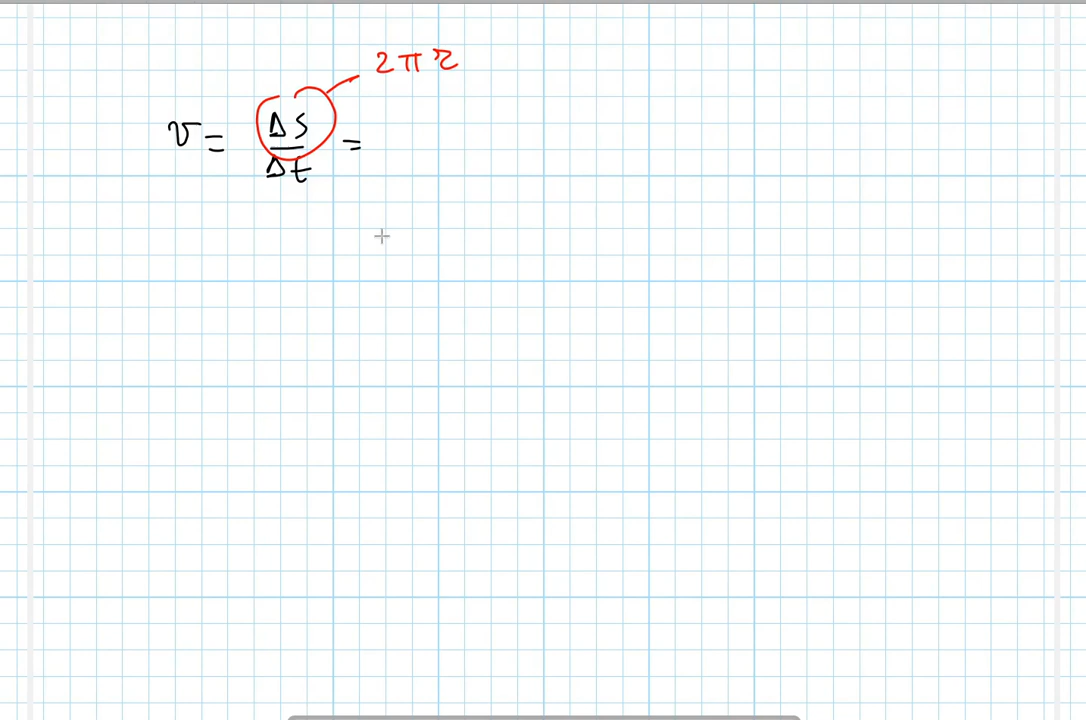 2πr
v = Δs/Δt =